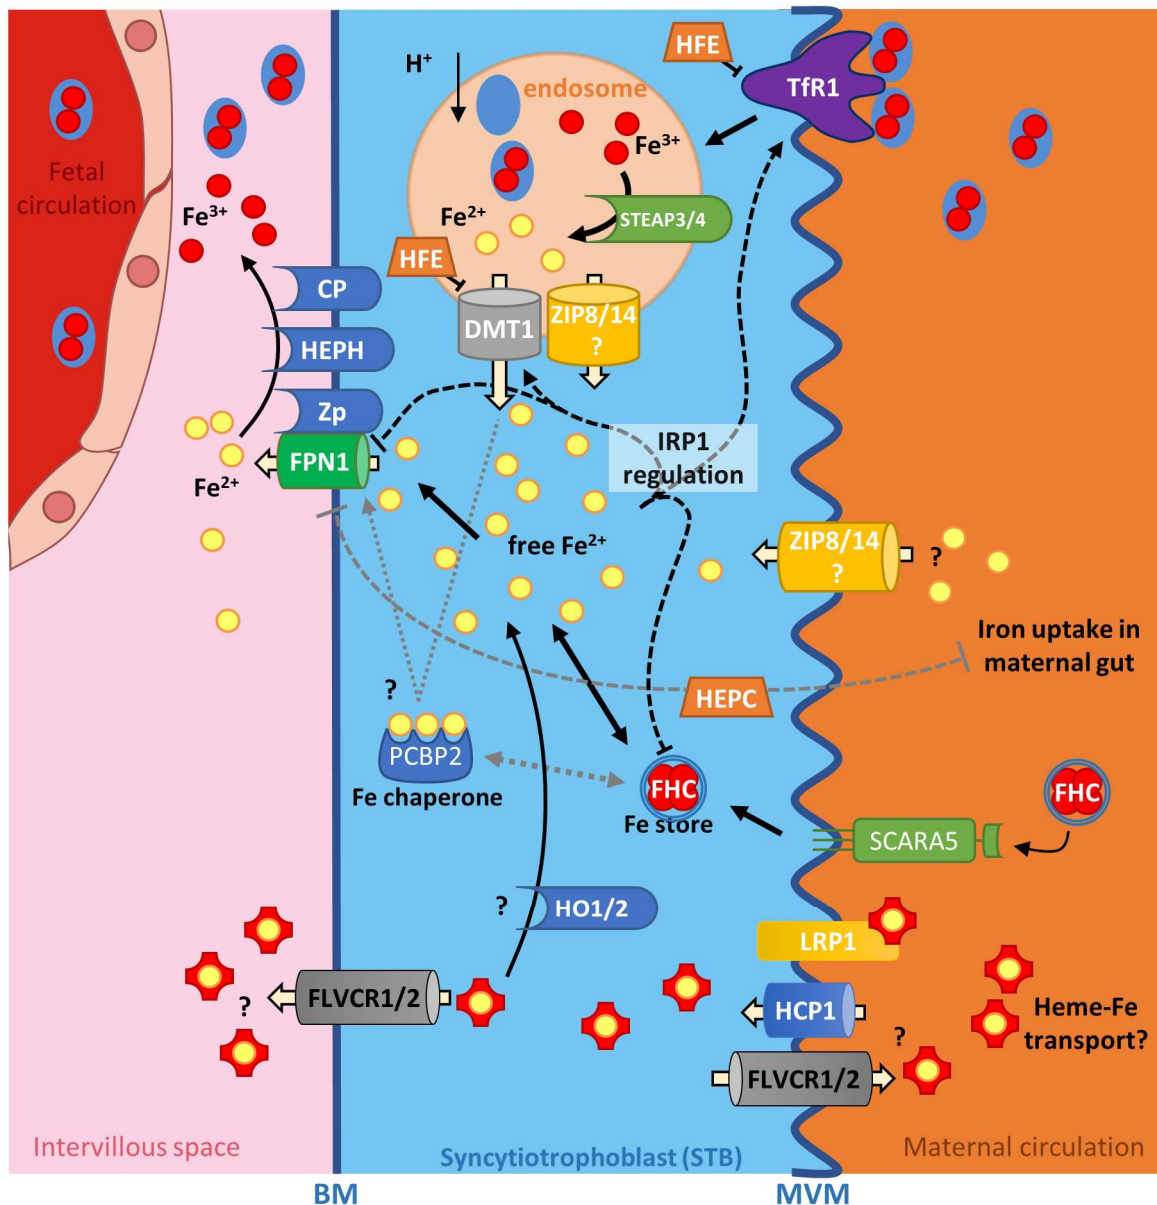 HFE
TfR1
H+
endosome
Fe3+
STEAP3/4
Fe2+
HFE
DMT1
ZIP8/14
?
Fetal
circulation
Fe3+
CP
HEPH
Zp
FPN1
Fe2+
IRP1
regulation
free Fe2+
ZIP8/14
?
?
Iron uptake in
maternal gut
HEPC
?
PCBP2
Fe chaperone
FHC
Fe store
FHC
SCARA5
?
HO1/2
LRP1
FLVCR1/2
?
HCP1
Heme-Fe
transport?
?
FLVCR1/2
Intervillous space
Syncytiotrophoblast (STB)
Maternal circulation
BM
MVM